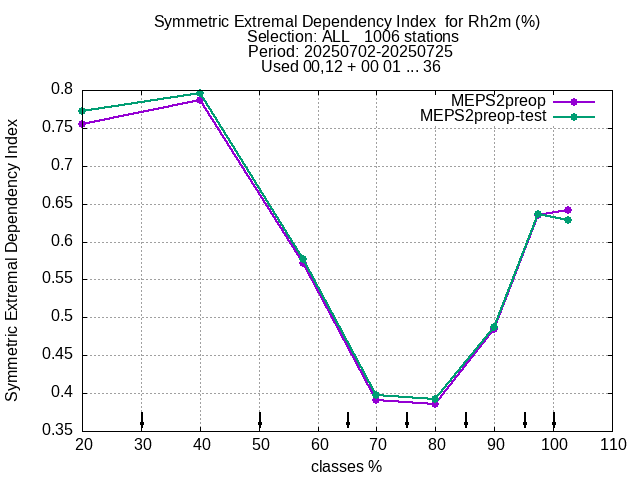 Symmetric Extremal Dependency Index  for Rh2m (%)
Selection: ALL   1006 stations
Period: 20250702-20250725
Used 00,12 + 00 01 ... 36
MEPS2preop
MEPS2preop-test
Symmetric Extremal Dependency Index
0.8
0.75
0.7
0.65
0.6
0.55
0.5
0.45
0.4
0.35
20 30 40 50 60 70 80 90 100 110
classes %